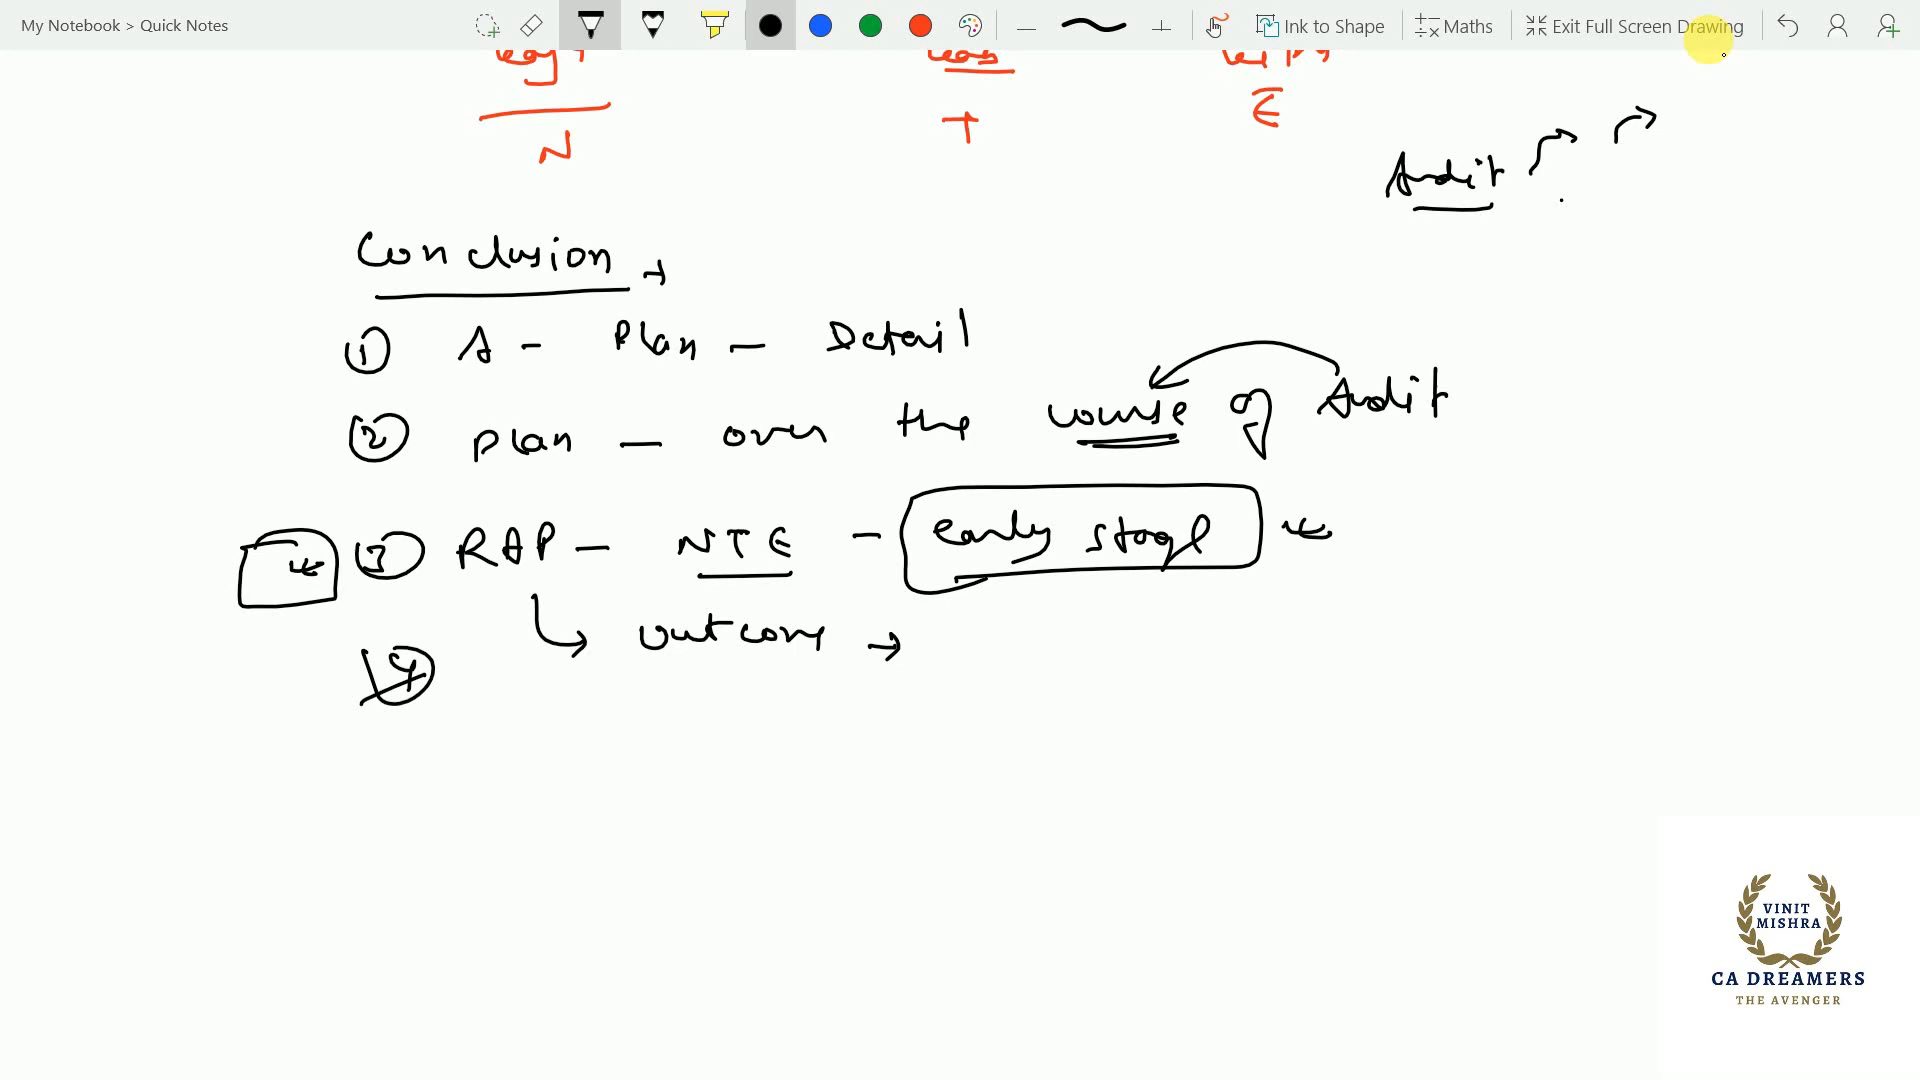 My Notebook > Quick Notes
Ink to Shape
Maths
Exit Full Screen Drawing
N
T
E
Audit
Conclusion →
① A - Plan - Detail
② Plan - over the course of Audit
③ RAP - NTE - early stage
outcome →
④
VINIT
MISHRA
CA DREAMERS
THE AVENGER